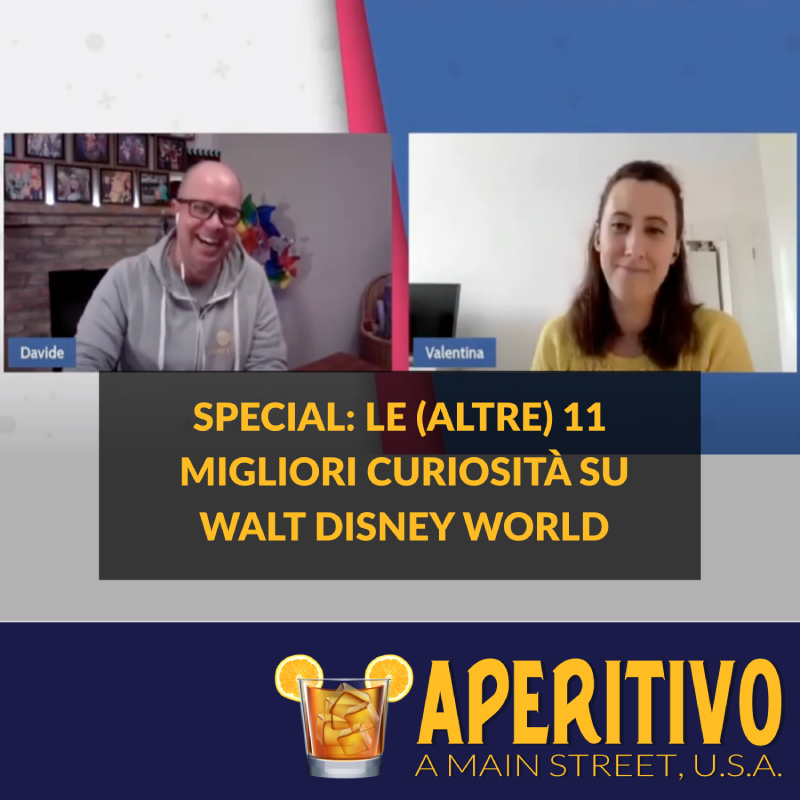 Davide
Valentina
SPECIAL: LE (ALTRE) 11
MIGLIORI CURIOSITÀ SU
WALT DISNEY WORLD
APERITIVO
A MAIN STREET, U.S.A.